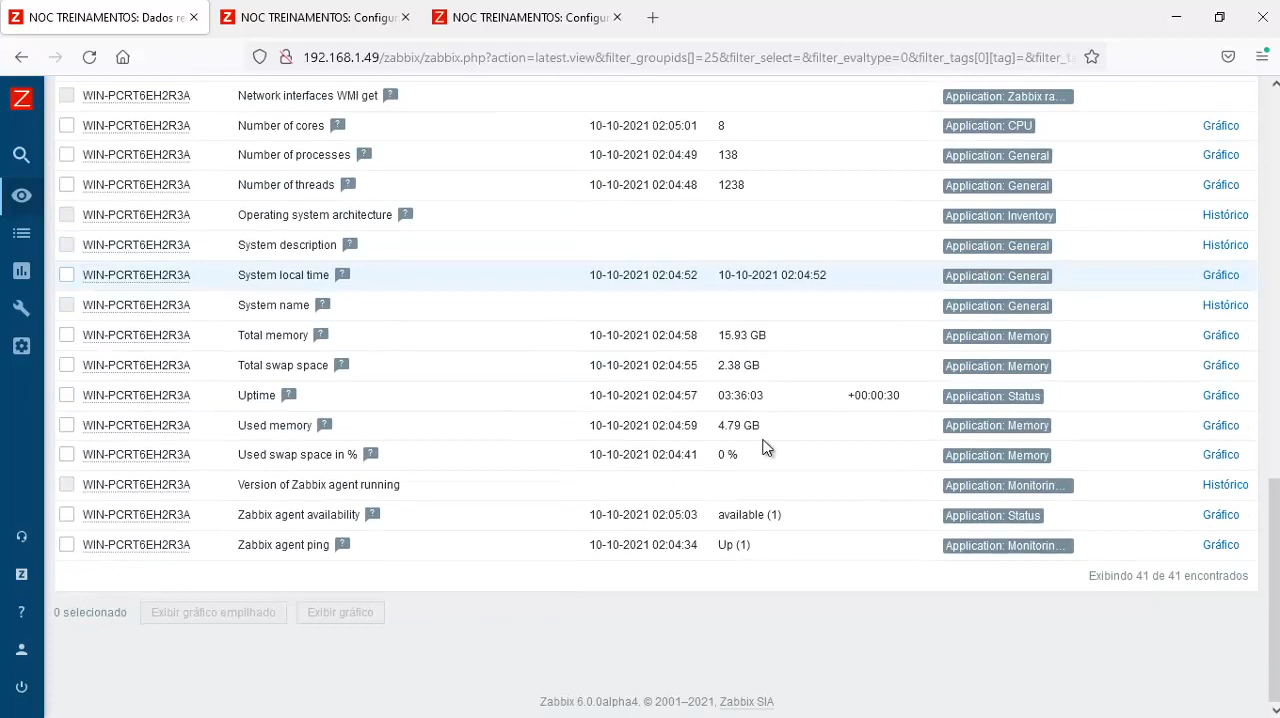 NOC TREINAMENTOS: Dados re
NOC TREINAMENTOS: Configur
NOC TREINAMENTOS: Configur
192.168.1.49/zabbix/zabbix.php?action=latest.view&filter_groupids[]=25&filter_select=&filter_evaltype=0&filter_tags[0][tag]=&filter_ta
WIN-PCRT6EH2R3A Network interfaces WMI get ? Application: Zabbix ra...
WIN-PCRT6EH2R3A Number of cores ? 10-10-2021 02:05:01 8 Application: CPU Gráfico
WIN-PCRT6EH2R3A Number of processes ? 10-10-2021 02:04:49 138 Application: General Gráfico
WIN-PCRT6EH2R3A Number of threads ? 10-10-2021 02:04:48 1238 Application: General Gráfico
WIN-PCRT6EH2R3A Operating system architecture ? Application: Inventory Histórico
WIN-PCRT6EH2R3A System description ? Application: General Histórico
WIN-PCRT6EH2R3A System local time ? 10-10-2021 02:04:52 10-10-2021 02:04:52 Application: General Gráfico
WIN-PCRT6EH2R3A System name ? Application: General Histórico
WIN-PCRT6EH2R3A Total memory ? 10-10-2021 02:04:58 15.93 GB Application: Memory Gráfico
WIN-PCRT6EH2R3A Total swap space ? 10-10-2021 02:04:55 2.38 GB Application: Memory Gráfico
WIN-PCRT6EH2R3A Uptime ? 10-10-2021 02:04:57 03:36:03 +00:00:30 Application: Status Gráfico
WIN-PCRT6EH2R3A Used memory ? 10-10-2021 02:04:59 4.79 GB Application: Memory Gráfico
WIN-PCRT6EH2R3A Used swap space in % ? 10-10-2021 02:04:41 0 % Application: Memory Gráfico
WIN-PCRT6EH2R3A Version of Zabbix agent running Application: Monitorin... Histórico
WIN-PCRT6EH2R3A Zabbix agent availability ? 10-10-2021 02:05:03 available (1) Application: Status Gráfico
WIN-PCRT6EH2R3A Zabbix agent ping ? 10-10-2021 02:04:34 Up (1) Application: Monitorin... Gráfico
Exibindo 41 de 41 encontrados
0 selecionado Exibir gráfico empilhado Exibir gráfico
Zabbix 6.0.0alpha4. © 2001–2021, Zabbix SIA